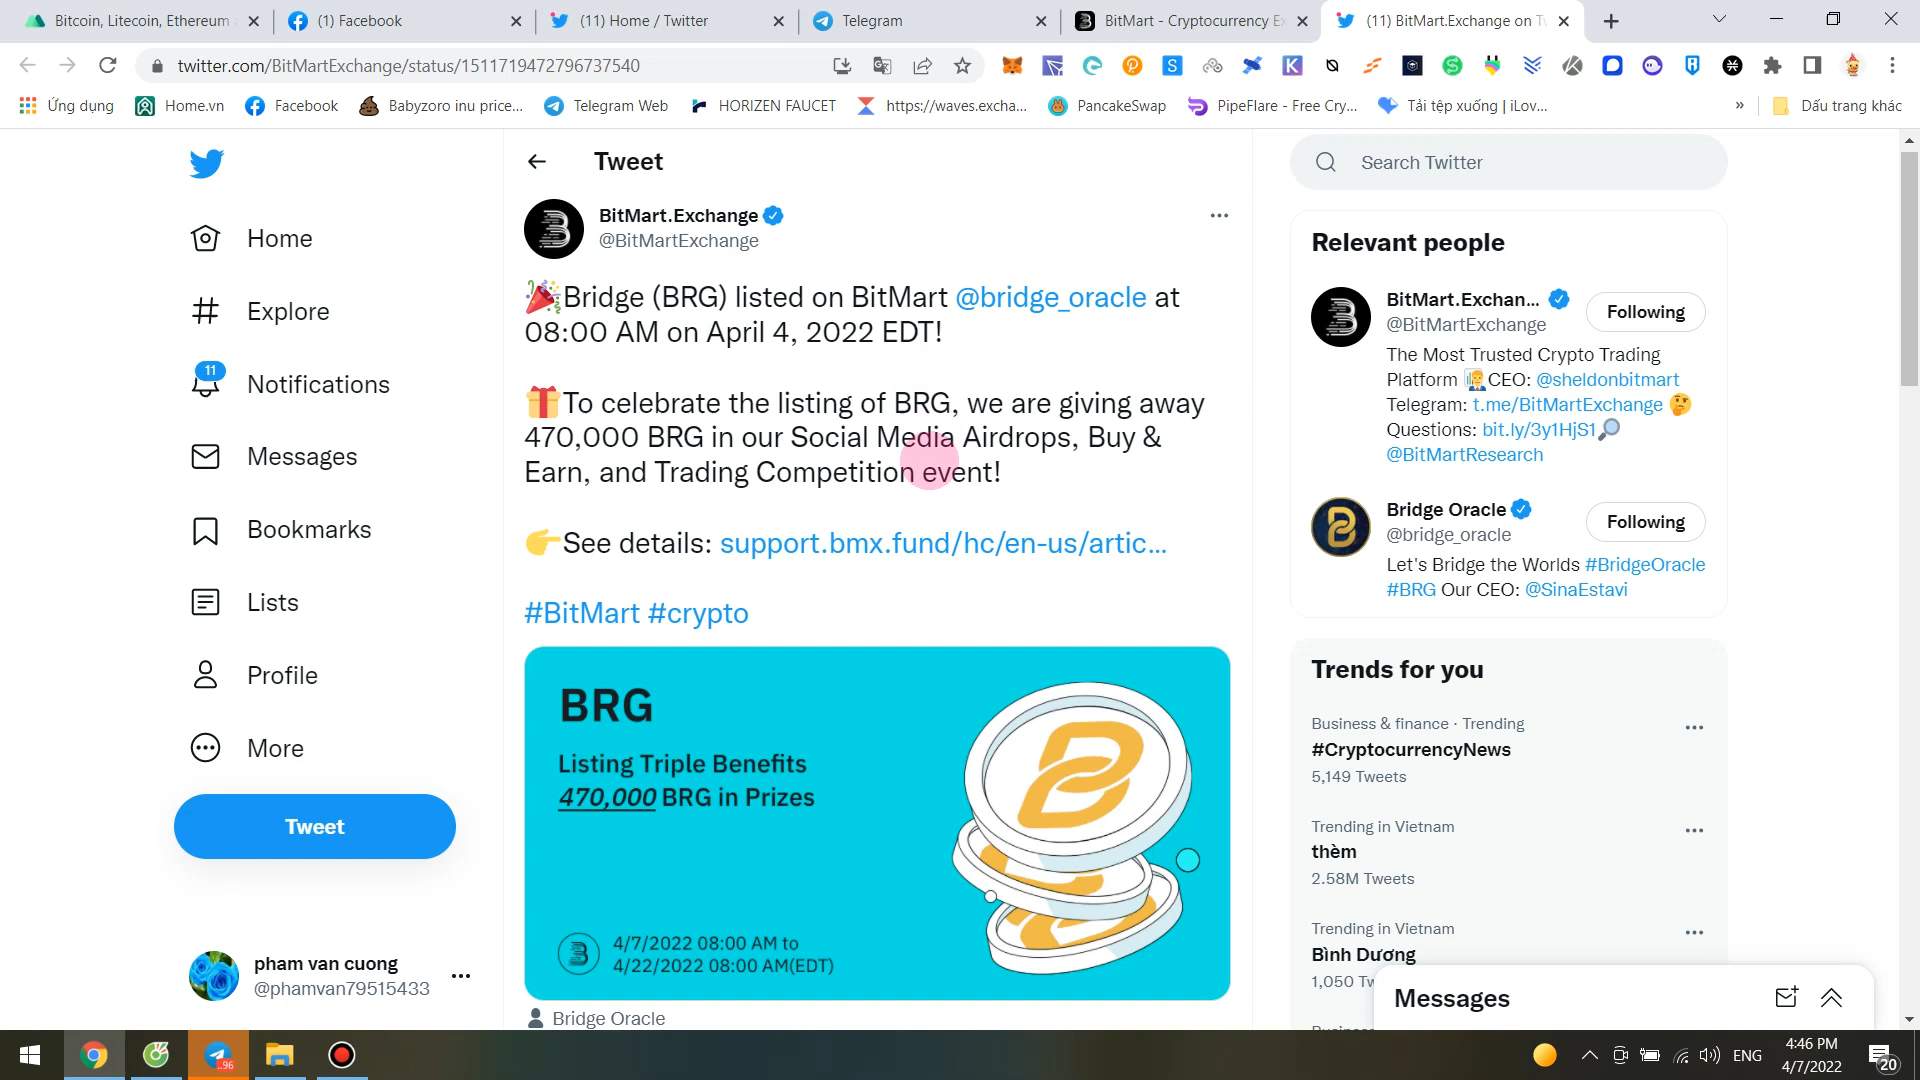 Bitcoin, Litecoin, Ethereum
(1) Facebook
(11) Home / Twitter
Telegram
BitMart - Cryptocurrency Ex
(11) BitMart.Exchange on Tw
twitter.com/BitMartExchange/status/1511719472796737540
Ứng dụng
Home.vn
Facebook
Babyzoro inu price...
Telegram Web
HORIZEN FAUCET
https://waves.excha...
PancakeSwap
PipeFlare - Free Cry...
Tải tệp xuống | iLov...
»
Dấu trang khác
Home
Explore
11
Notifications
Messages
Bookmarks
Lists
Profile
More
Tweet
pham van cuong
@phamvan79515433
Tweet
BitMart.Exchange
@BitMartExchange
Bridge (BRG) listed on BitMart @bridge_oracle at
08:00 AM on April 4, 2022 EDT!
To celebrate the listing of BRG, we are giving away
470,000 BRG in our Social Media Airdrops, Buy &
Earn, and Trading Competition event!
See details: support.bmx.fund/hc/en-us/artic...
#BitMart #crypto
BRG
Listing Triple Benefits
470,000 BRG in Prizes
4/7/2022 08:00 AM to
4/22/2022 08:00 AM(EDT)
Bridge Oracle
Search Twitter
Relevant people
BitMart.Exchan...
@BitMartExchange
Following
The Most Trusted Crypto Trading
Platform CEO: @sheldonbitmart
Telegram: t.me/BitMartExchange
Questions: bit.ly/3y1HjS1
@BitMartResearch
Bridge Oracle
@bridge_oracle
Following
Let's Bridge the Worlds #BridgeOracle
#BRG Our CEO: @SinaEstavi
Trends for you
Business & finance · Trending
#CryptocurrencyNews
5,149 Tweets
Trending in Vietnam
thèm
2.58M Tweets
Trending in Vietnam
Bình Dương
1,050 Tw
Messages
..96
ENG
4:46 PM
4/7/2022
20